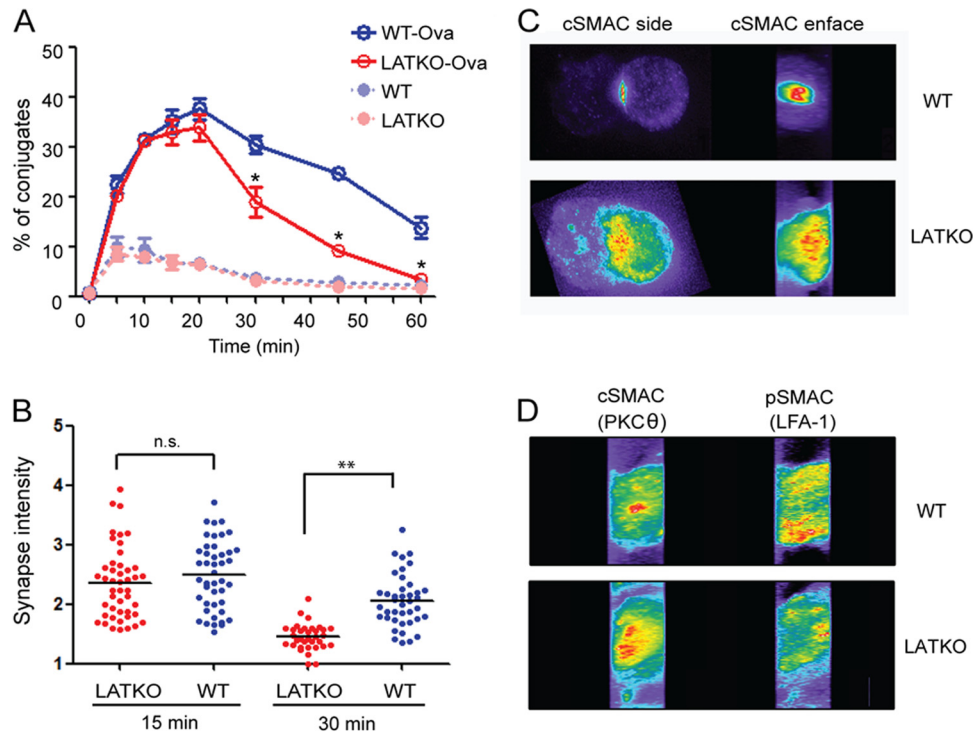 A
% of conjugates
50
40
30
20
10
0
0
10
20
30
40
50
60
Time (min)
WT-Ova
LATKO-Ova
WT
LATKO
*
*
*
B
Synapse intensity
5
4
3
2
1
n.s.
**
LATKO
WT
LATKO
WT
15 min
30 min
C
cSMAC side
cSMAC enface
WT
LATKO
D
cSMAC
(PKCθ)
pSMAC
(LFA-1)
WT
LATKO